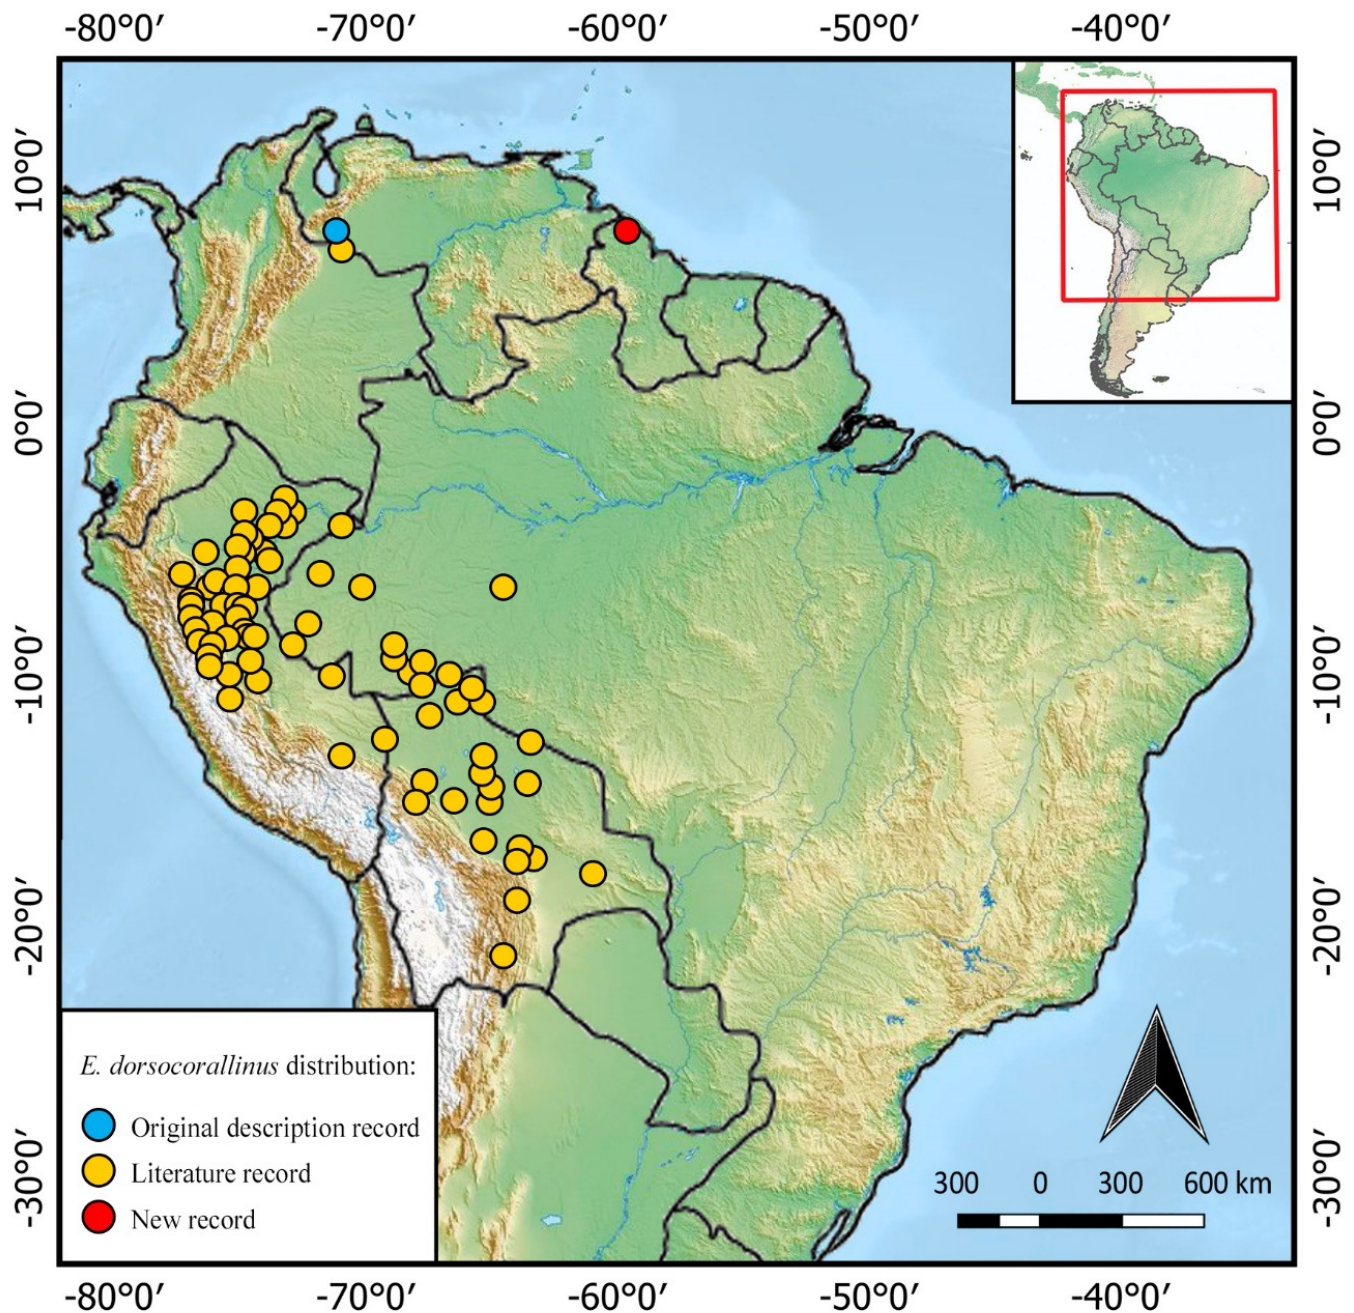 -80°0′ -70°0′ -60°0′ -50°0′ -40°0′
10°0′ 10°0′
0°0′ 0°0′
-10°0′ -10°0′
-20°0′ -20°0′
-30°0′ -30°0′
E. dorsocorallinus distribution:
Original description record
Literature record
New record
300 0 300 600 km
-80°0′ -70°0′ -60°0′ -50°0′ -40°0′